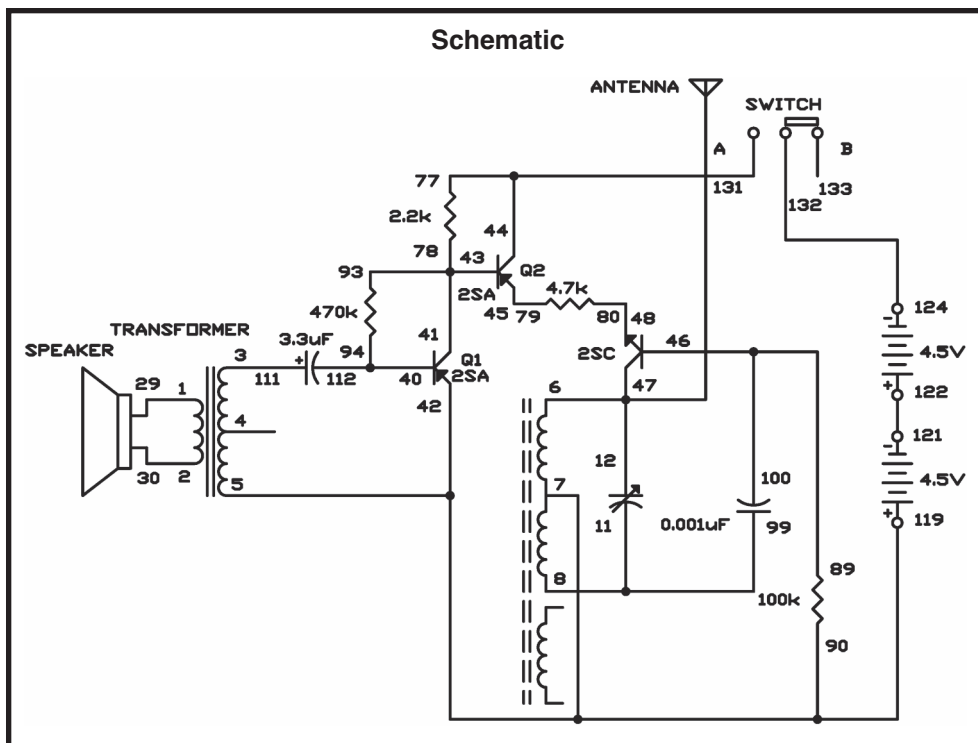 Schematic
ANTENNA
SWITCH
A
B
77
131
133
132
2.2k
44
78
43
Q2
93
2SA
4.7k
124
45
79
80
48
470k
TRANSFORMER
3.3uF
41
2SC
46
4.5V
SPEAKER
3
94
Q1
+
111
112
40
2SA
47
122
29
1
42
6
121
4
12
7
100
4.5V
30
2
5
11
0.001uF
99
119
8
89
100k
90